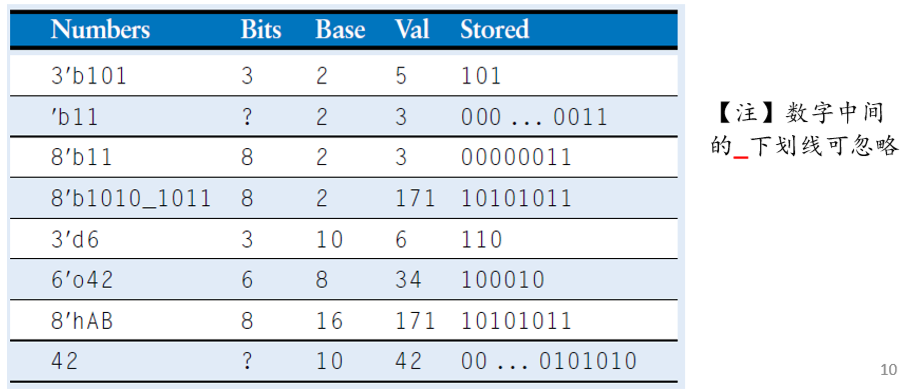 Numbers Bits Base Val Stored
3'b101 3 2 5 101
'b11 ? 2 3 000 ... 0011
8'b11 8 2 3 00000011
8'b1010_1011 8 2 171 10101011
3'd6 3 10 6 110
6'o42 6 8 34 100010
8'hAB 8 16 171 10101011
42 ? 10 42 00 ... 0101010
【注】数字中间
的_下划线可忽略
10